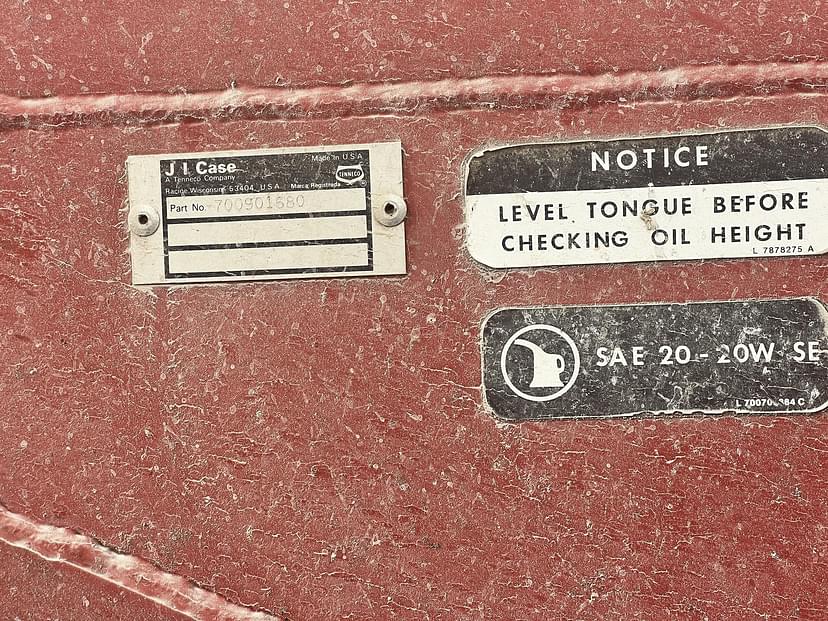 J I Case
Made In U.S.A
A Tenneco Company
TENNECO
Racine Wisconsin 53404, U.S.A Marca Registrada
Part No. 700901680
NOTICE
LEVEL TONGUE BEFORE
CHECKING OIL HEIGHT
L 7878275 A
SAE 20-20W SE